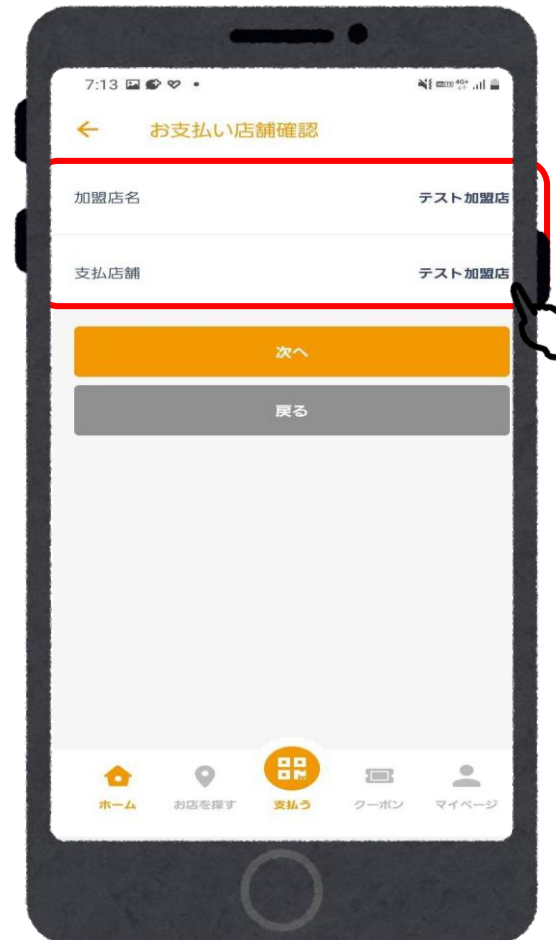 7:13
お支払い店舗確認
加盟店名 テスト加盟店
支払店舗 テスト加盟店
次へ
戻る
ホーム お店を探す 支払う クーポン マイページ